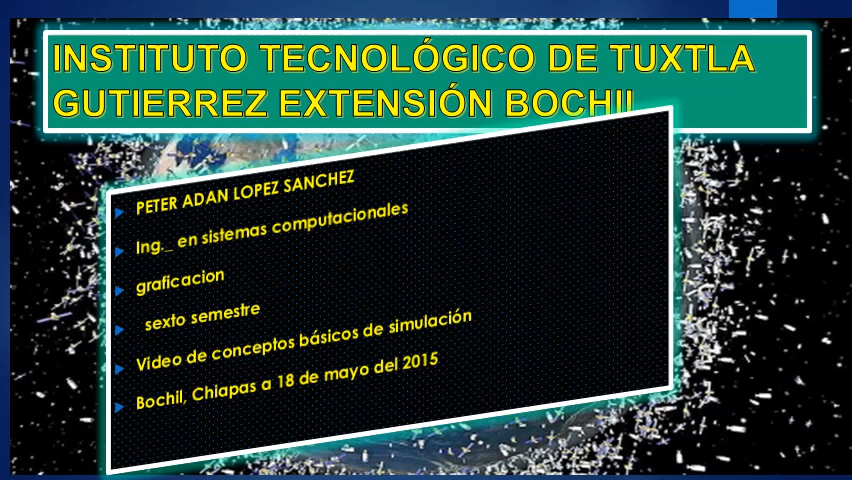 INSTITUTO TECNOLÓGICO DE TUXTLA
GUTIERREZ EXTENSIÓN BOCHIL
PETER ADAN LOPEZ SANCHEZ
Ing._ en sistemas computacionales
graficacion
sexto semestre
Video de conceptos básicos de simulación
Bochil, Chiapas a 18 de mayo del 2015